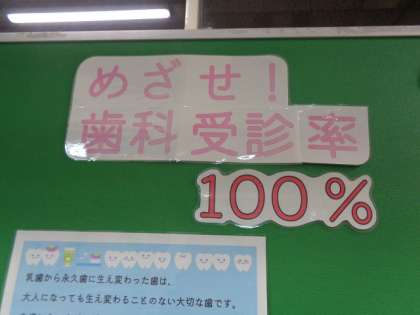 めざせ！
歯科受診率
100%
乳歯から永久歯に生え変わった歯は、
大人になっても生え変わることのない大切な歯です。